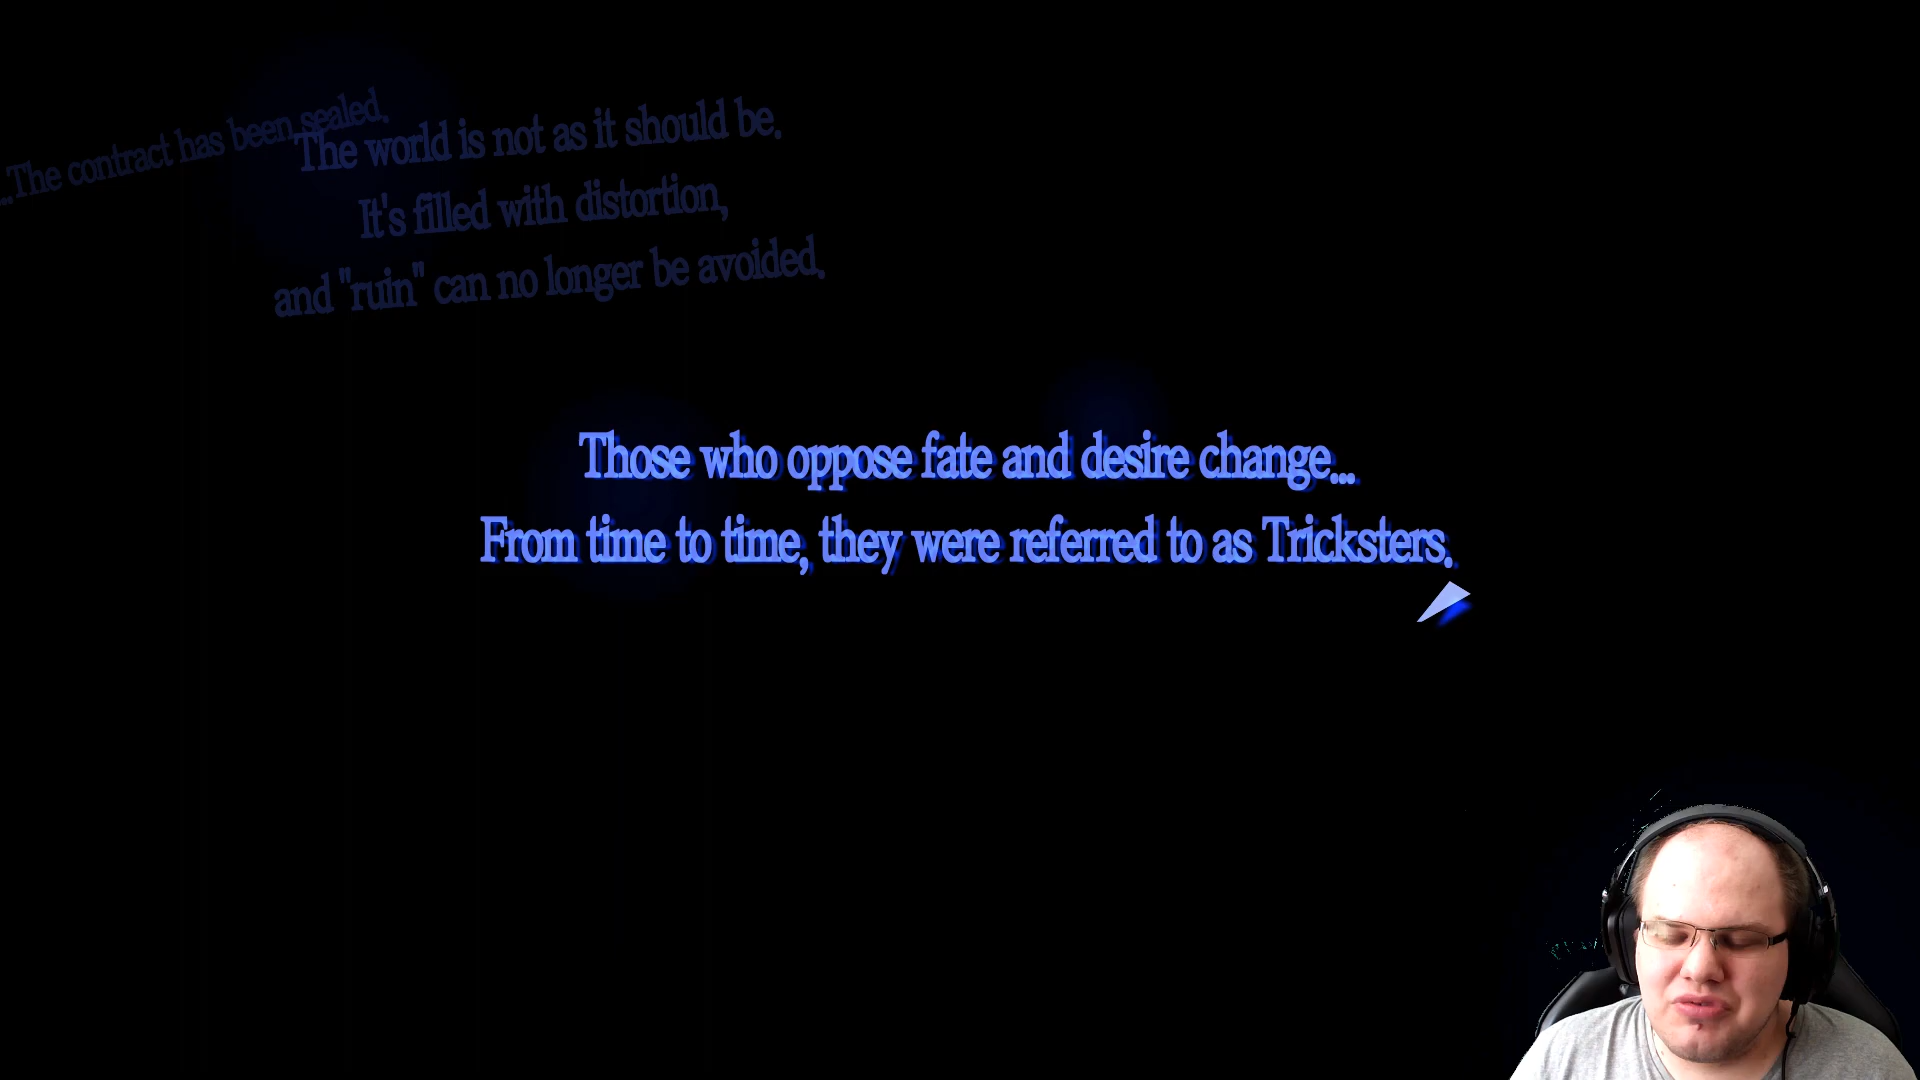 ...The contract has been sealed.
The world is not as it should be.
It's filled with distortion,
and "ruin" can no longer be avoided.
Those who oppose fate and desire change...
From time to time, they were referred to as Tricksters.